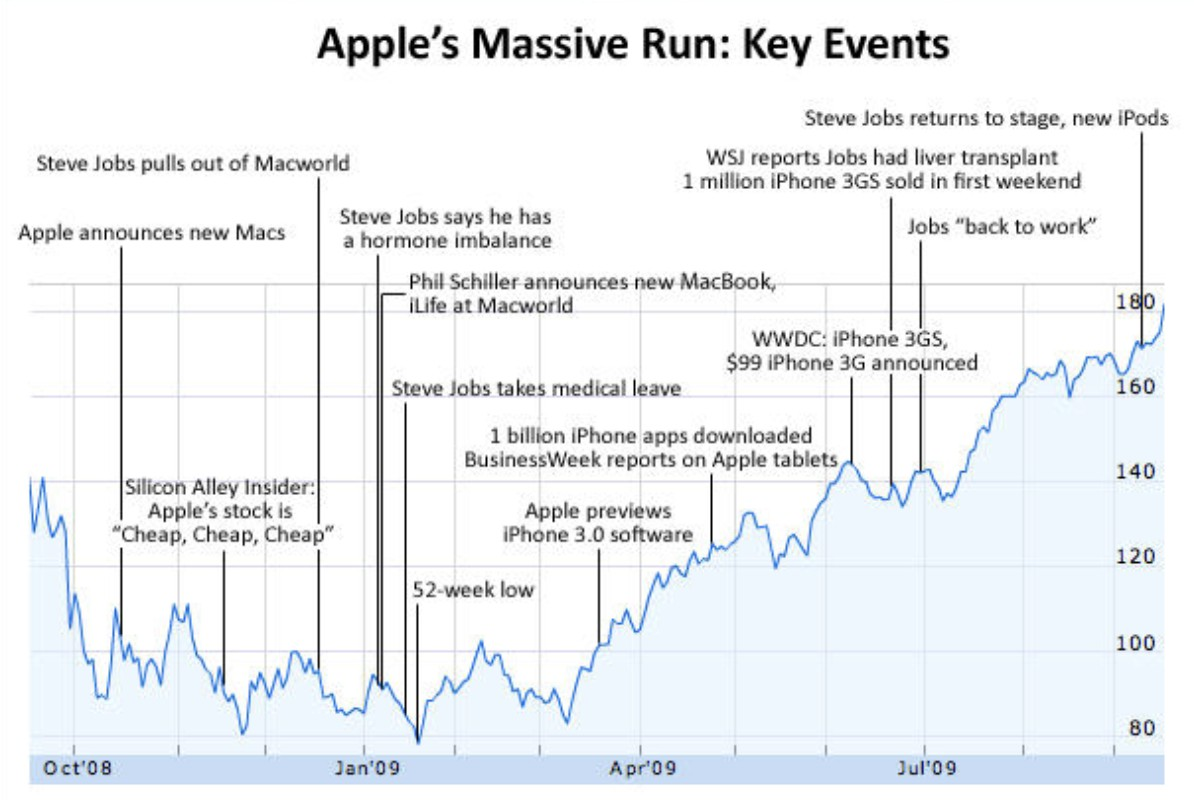 Apple’s Massive Run: Key Events
Steve Jobs returns to stage, new iPods
WSJ reports Jobs had liver transplant
1 million iPhone 3GS sold in first weekend
Steve Jobs pulls out of Macworld
Steve Jobs says he has
a hormone imbalance
Jobs “back to work”
Apple announces new Macs
Phil Schiller announces new MacBook,
iLife at Macworld
WWDC: iPhone 3GS,
$99 iPhone 3G announced
Steve Jobs takes medical leave
1 billion iPhone apps downloaded
BusinessWeek reports on Apple tablets
Silicon Alley Insider:
Apple’s stock is
“Cheap, Cheap, Cheap”
Apple previews
iPhone 3.0 software
52-week low
180
160
140
120
100
80
Oct'08
Jan'09
Apr'09
Jul'09